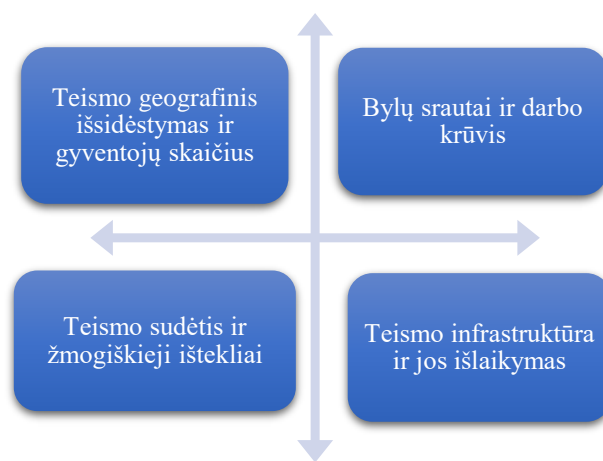 Teismo geografinis
išsidėstymas ir
gyventojų skaičius
Bylų srautai ir darbo
krūvis
Teismo sudėtis ir
žmogiškieji ištekliai
Teismo infrastruktūra
ir jos išlaikymas